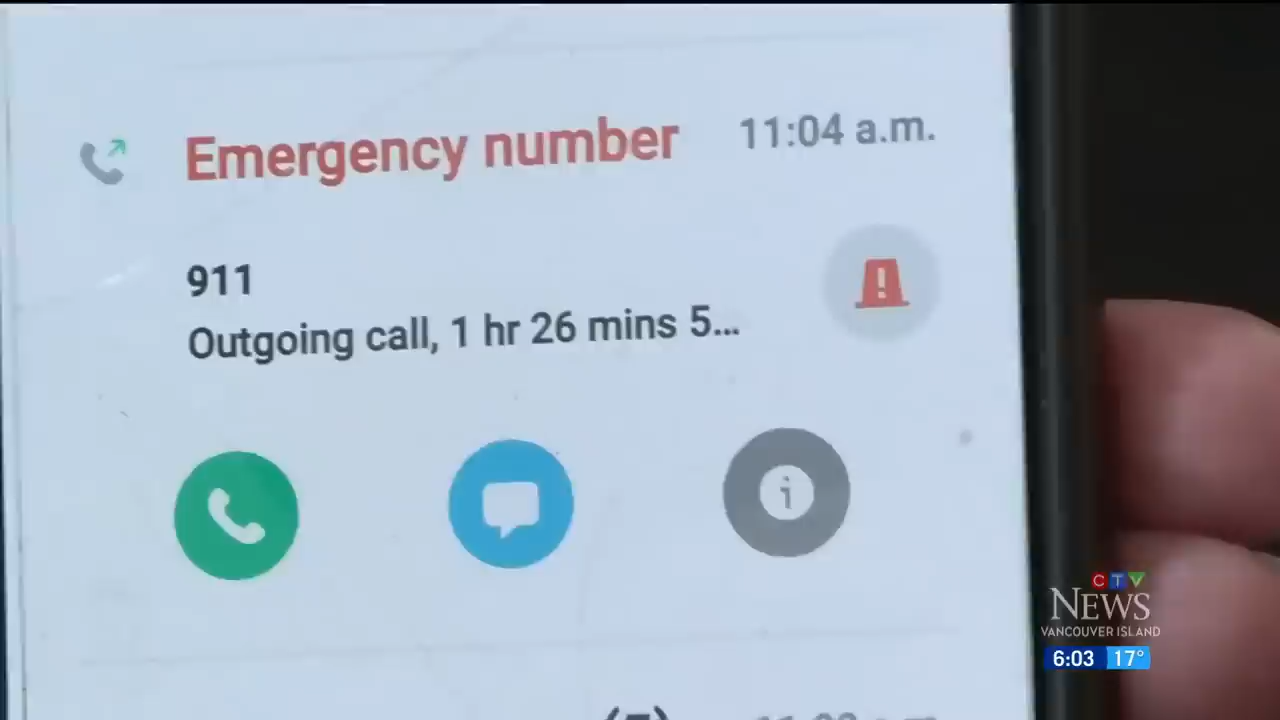 Emergency number 11:04 a.m.
911
Outgoing call, 1 hr 26 mins 5...
CTV
NEWS
VANCOUVER ISLAND
6:03 17°